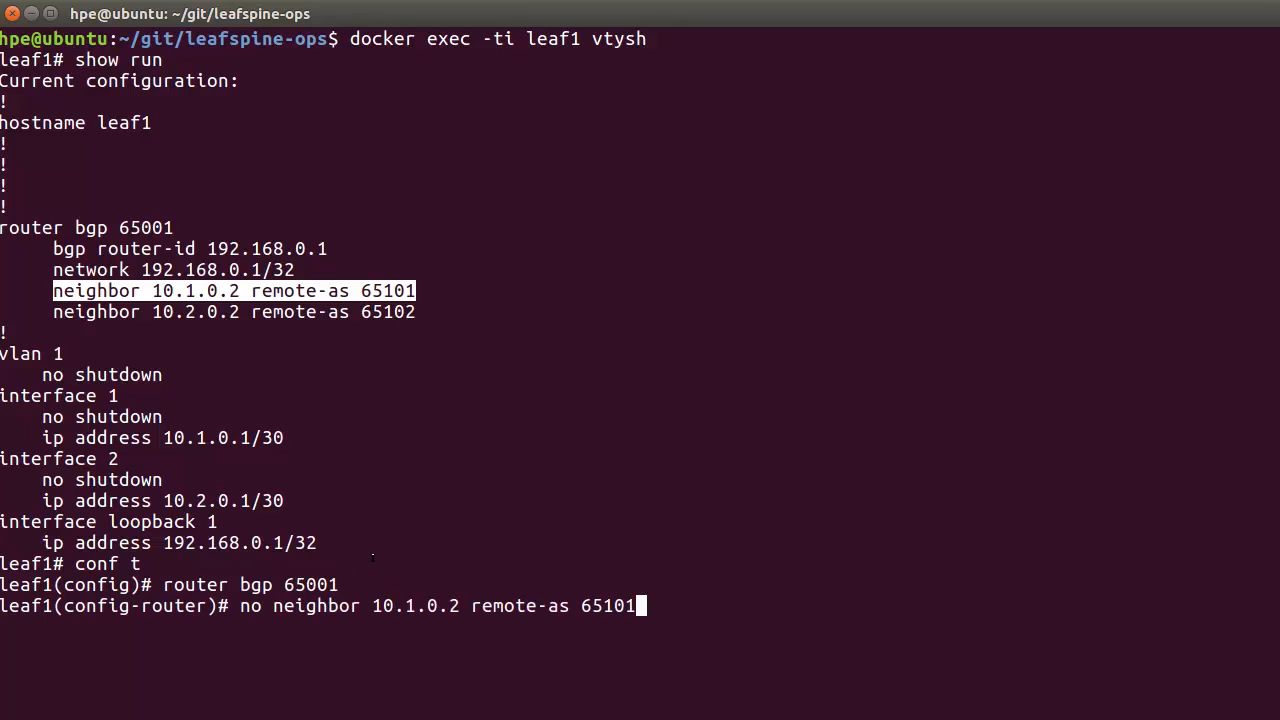 hpe@ubuntu: ~/git/leafspine-ops
hpe@ubuntu:~/git/leafspine-ops$ docker exec -ti leaf1 vtysh
leaf1# show run
Current configuration:
!
hostname leaf1
!
!
!
!
router bgp 65001
     bgp router-id 192.168.0.1
     network 192.168.0.1/32
     neighbor 10.1.0.2 remote-as 65101
     neighbor 10.2.0.2 remote-as 65102
!
vlan 1
    no shutdown
interface 1
    no shutdown
    ip address 10.1.0.1/30
interface 2
    no shutdown
    ip address 10.2.0.1/30
interface loopback 1
    ip address 192.168.0.1/32
leaf1# conf t
leaf1(config)# router bgp 65001
leaf1(config-router)# no neighbor 10.1.0.2 remote-as 65101